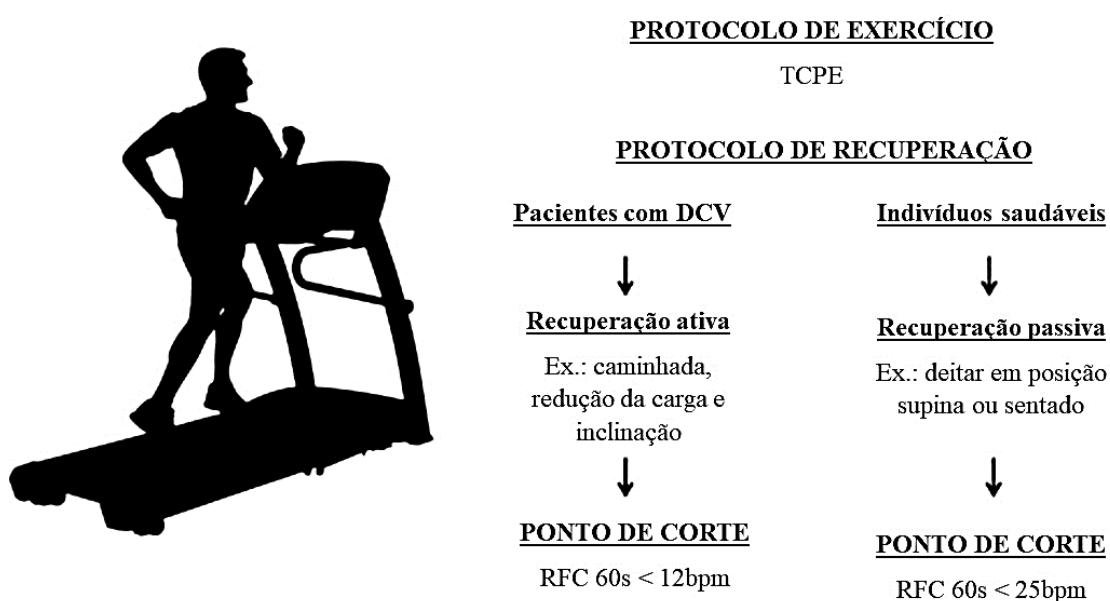 PROTOCOLO DE EXERCÍCIO
TCPE
PROTOCOLO DE RECUPERAÇÃO
Pacientes com DCV
Recuperação ativa
Ex.: caminhada,
redução da carga e
inclinação
PONTO DE CORTE
RFC 60s < 12bpm
Indivíduos saudáveis
Recuperação passiva
Ex.: deitar em posição
supina ou sentado
PONTO DE CORTE
RFC 60s < 25bpm